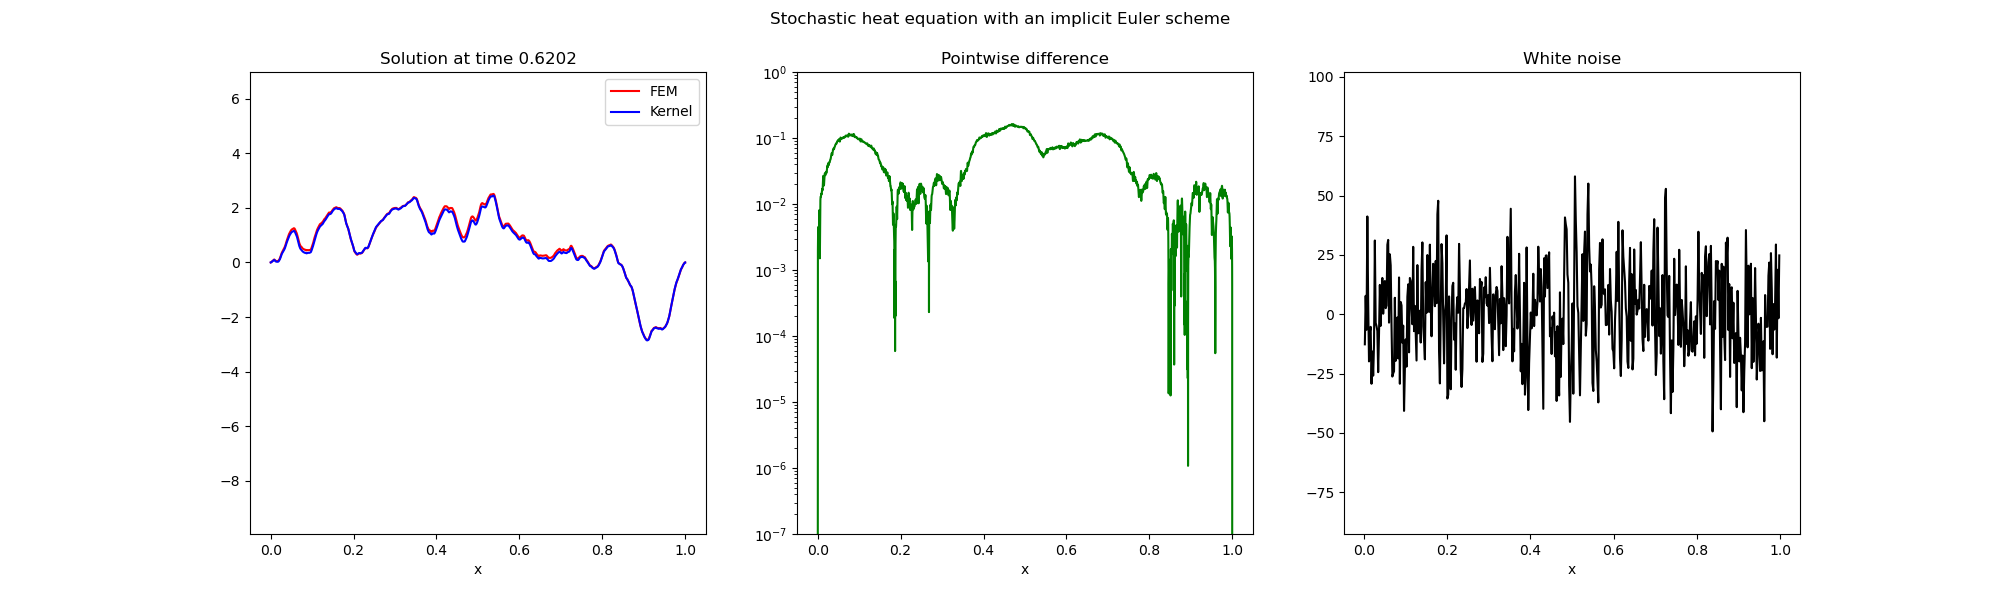 Stochastic heat equation with an implicit Euler scheme
Solution at time 0.6202
6
4
2
0
−2
−4
−6
−8
0.0 0.2 0.4 0.6 0.8 1.0
x
FEM
Kernel
Pointwise difference
10⁰
10⁻¹
10⁻²
10⁻³
10⁻⁴
10⁻⁵
10⁻⁶
10⁻⁷
0.0 0.2 0.4 0.6 0.8 1.0
x
White noise
100
75
50
25
0
−25
−50
−75
0.0 0.2 0.4 0.6 0.8 1.0
x